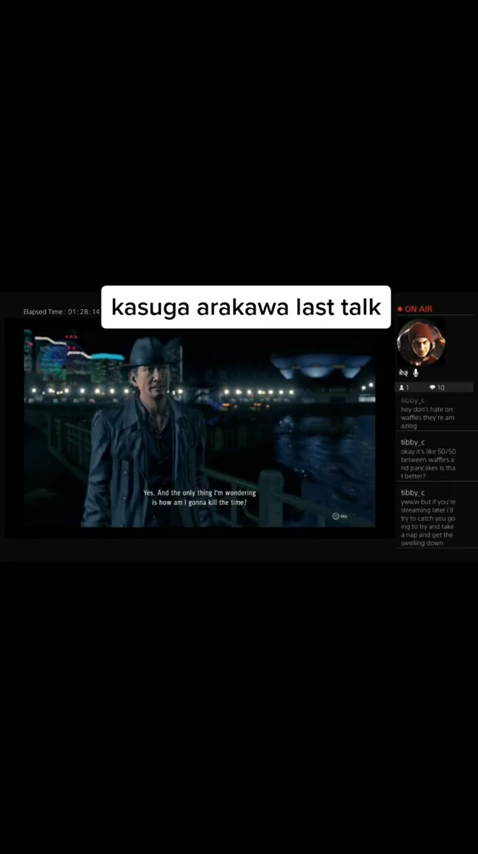 kasuga arakawa last talk
Elapsed Time : 01:28:14
ON AIR
1
10
tibby_c
hey don't hate on
waffles they're am
azing
tibby_c
okay it's like 50/50
between waffles a
nd pancakes is tha
t better?
tibby_c
ywww but if you're
streaming later i'll
try to catch you go
ing to try and take
a nap and get the
swelling down
Yes. And the only thing I'm wondering
is how am I gonna kill the time?
Skip